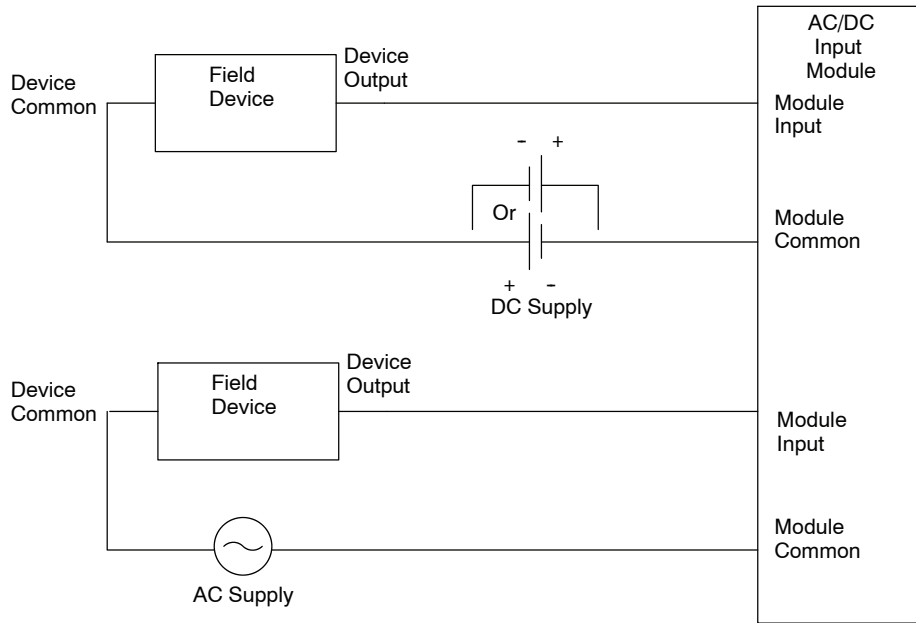 AC/DC
Input
Module
Device
Output
Field
Device
Device
Common
Module
Input
- +
Or
Module
Common
+ -
DC Supply
Device
Output
Field
Device
Device
Common
Module
Input
Module
Common
AC Supply